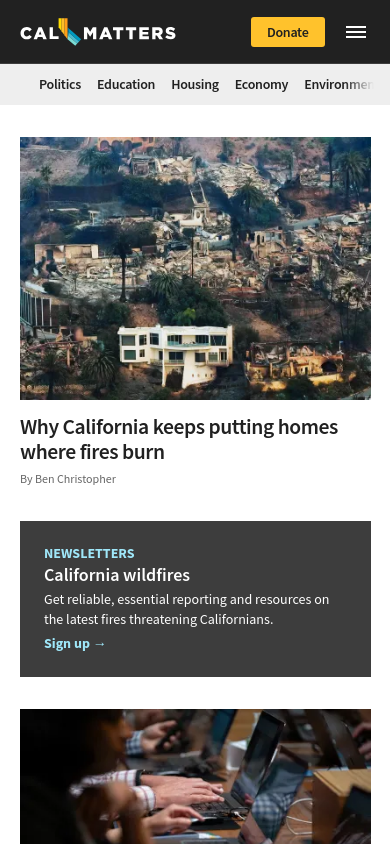 CAL MATTERS
Donate
Politics Education Housing Economy
Why California keeps putting homes
where fires burn
By Ben Christopher
NEWSLETTERS
California wildfires
Get reliable, essential reporting and resources on
the latest fires threatening Californians.
Sign up →